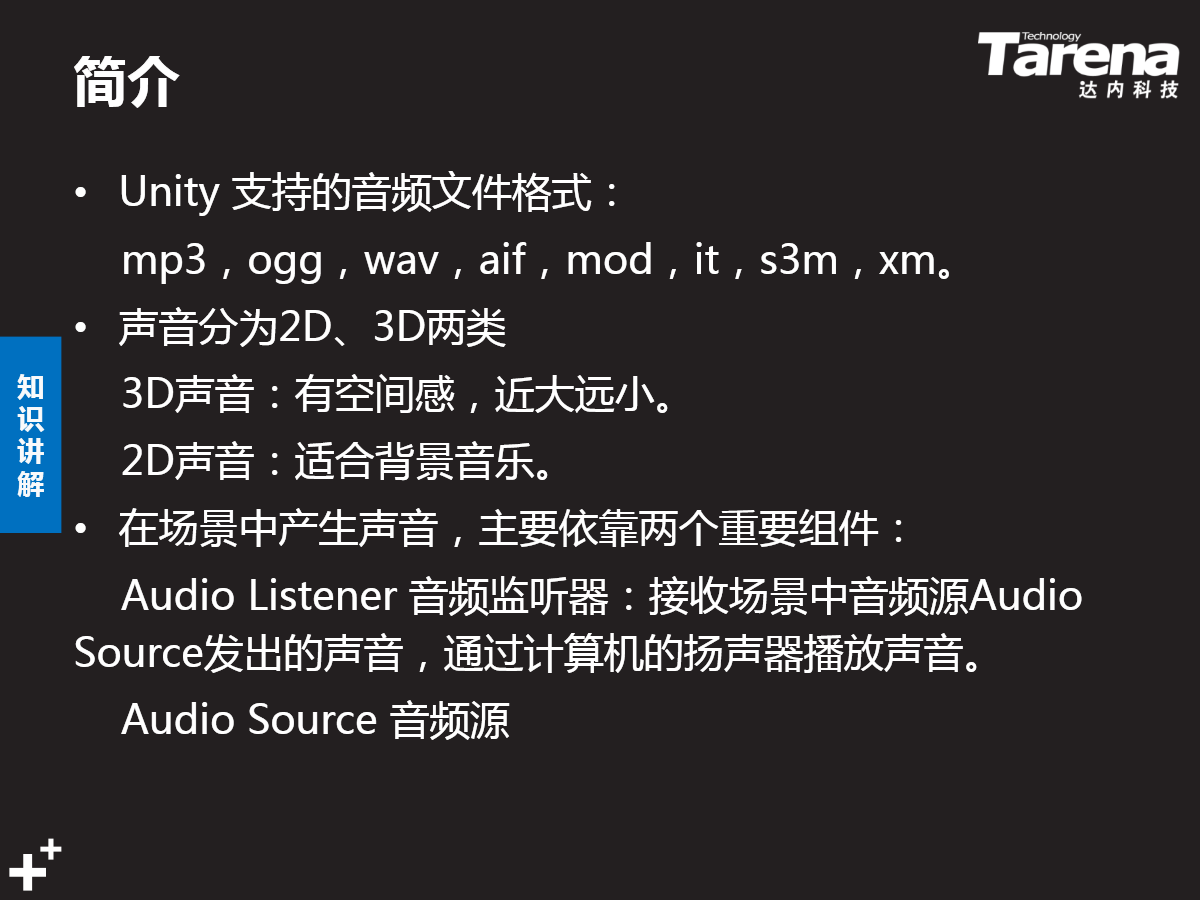 简介
Technology
Tarena
达内科技
• Unity 支持的音频文件格式：
mp3，ogg，wav，aif，mod，it，s3m，xm。
• 声音分为2D、3D两类
3D声音：有空间感，近大远小。
2D声音：适合背景音乐。
• 在场景中产生声音，主要依靠两个重要组件：
Audio Listener 音频监听器：接收场景中音频源Audio
Source发出的声音，通过计算机的扬声器播放声音。
Audio Source 音频源
知
识
讲
解